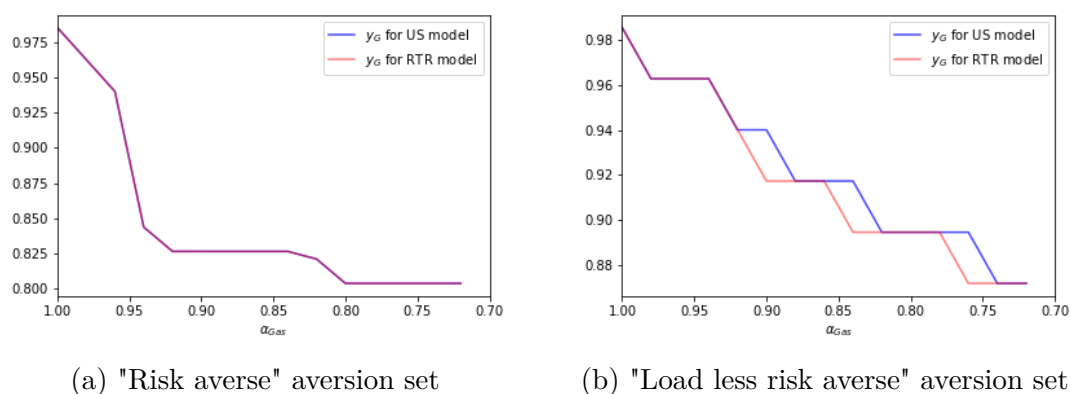 0.975
0.950
0.925
0.900
0.875
0.850
0.825
0.800
1.00 0.95 0.90 0.85 0.80 0.75 0.70
α_Gas
y_G for US model
y_G for RTR model
(a) "Risk averse" aversion set
0.98
0.96
0.94
0.92
0.90
0.88
1.00 0.95 0.90 0.85 0.80 0.75 0.70
α_Gas
y_G for US model
y_G for RTR model
(b) "Load less risk averse" aversion set